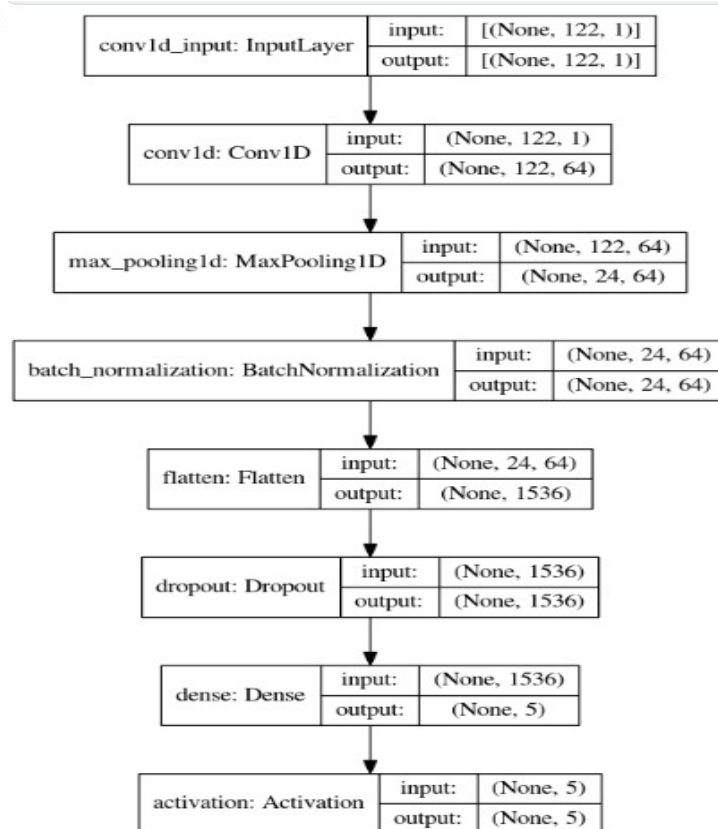 conv1d_input: InputLayer
input: [(None, 122, 1)]
output: [(None, 122, 1)]
conv1d: Conv1D
input: (None, 122, 1)
output: (None, 122, 64)
max_pooling1d: MaxPooling1D
input: (None, 122, 64)
output: (None, 24, 64)
batch_normalization: BatchNormalization
input: (None, 24, 64)
output: (None, 24, 64)
flatten: Flatten
input: (None, 24, 64)
output: (None, 1536)
dropout: Dropout
input: (None, 1536)
output: (None, 1536)
dense: Dense
input: (None, 1536)
output: (None, 5)
activation: Activation
input: (None, 5)
output: (None, 5)